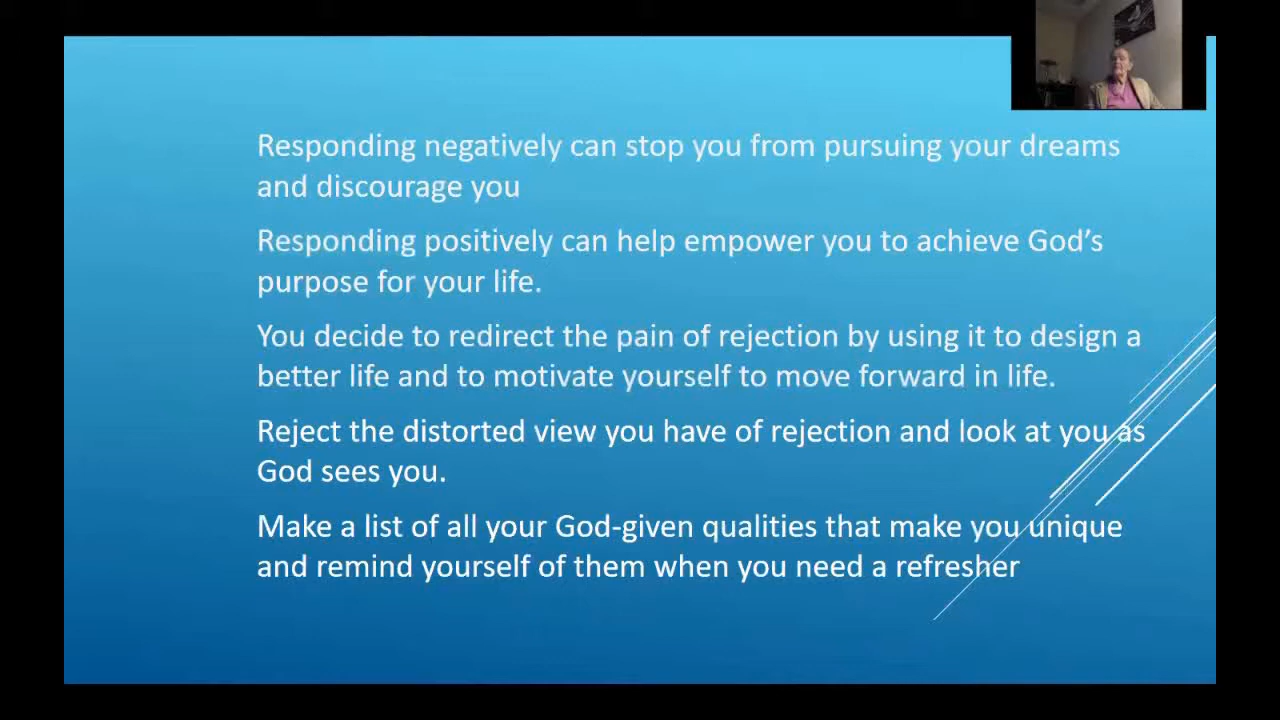 Responding negatively can stop you from pursuing your dreams
and discourage you
Responding positively can help empower you to achieve God’s
purpose for your life.
You decide to redirect the pain of rejection by using it to design a
better life and to motivate yourself to move forward in life.
Reject the distorted view you have of rejection and look at you as
God sees you.
Make a list of all your God-given qualities that make you unique
and remind yourself of them when you need a refresher